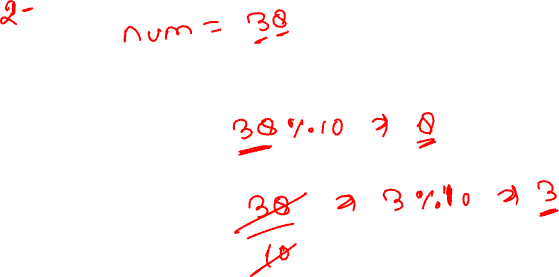 2-
num = 38
38 %10 → 8
38 → 3 %10 → 3
10